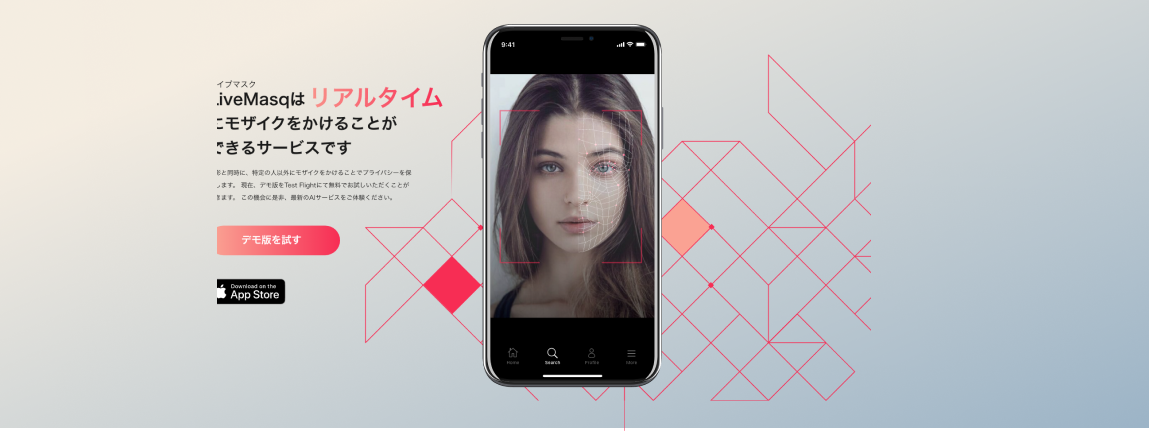 イブマスク
LiveMasqは リアルタイム
にモザイクをかけることが
できるサービスです
ると同時に、特定の人以外にモザイクをかけることでプライバシーを保
します。 現在、デモ版をTest Flightにて無料でお試しいただくことが
きます。 この機会に是非、最新のAIサービスをご体験ください。
デモ版を試す
Download on the
App Store
9:41
Home Search Profile More